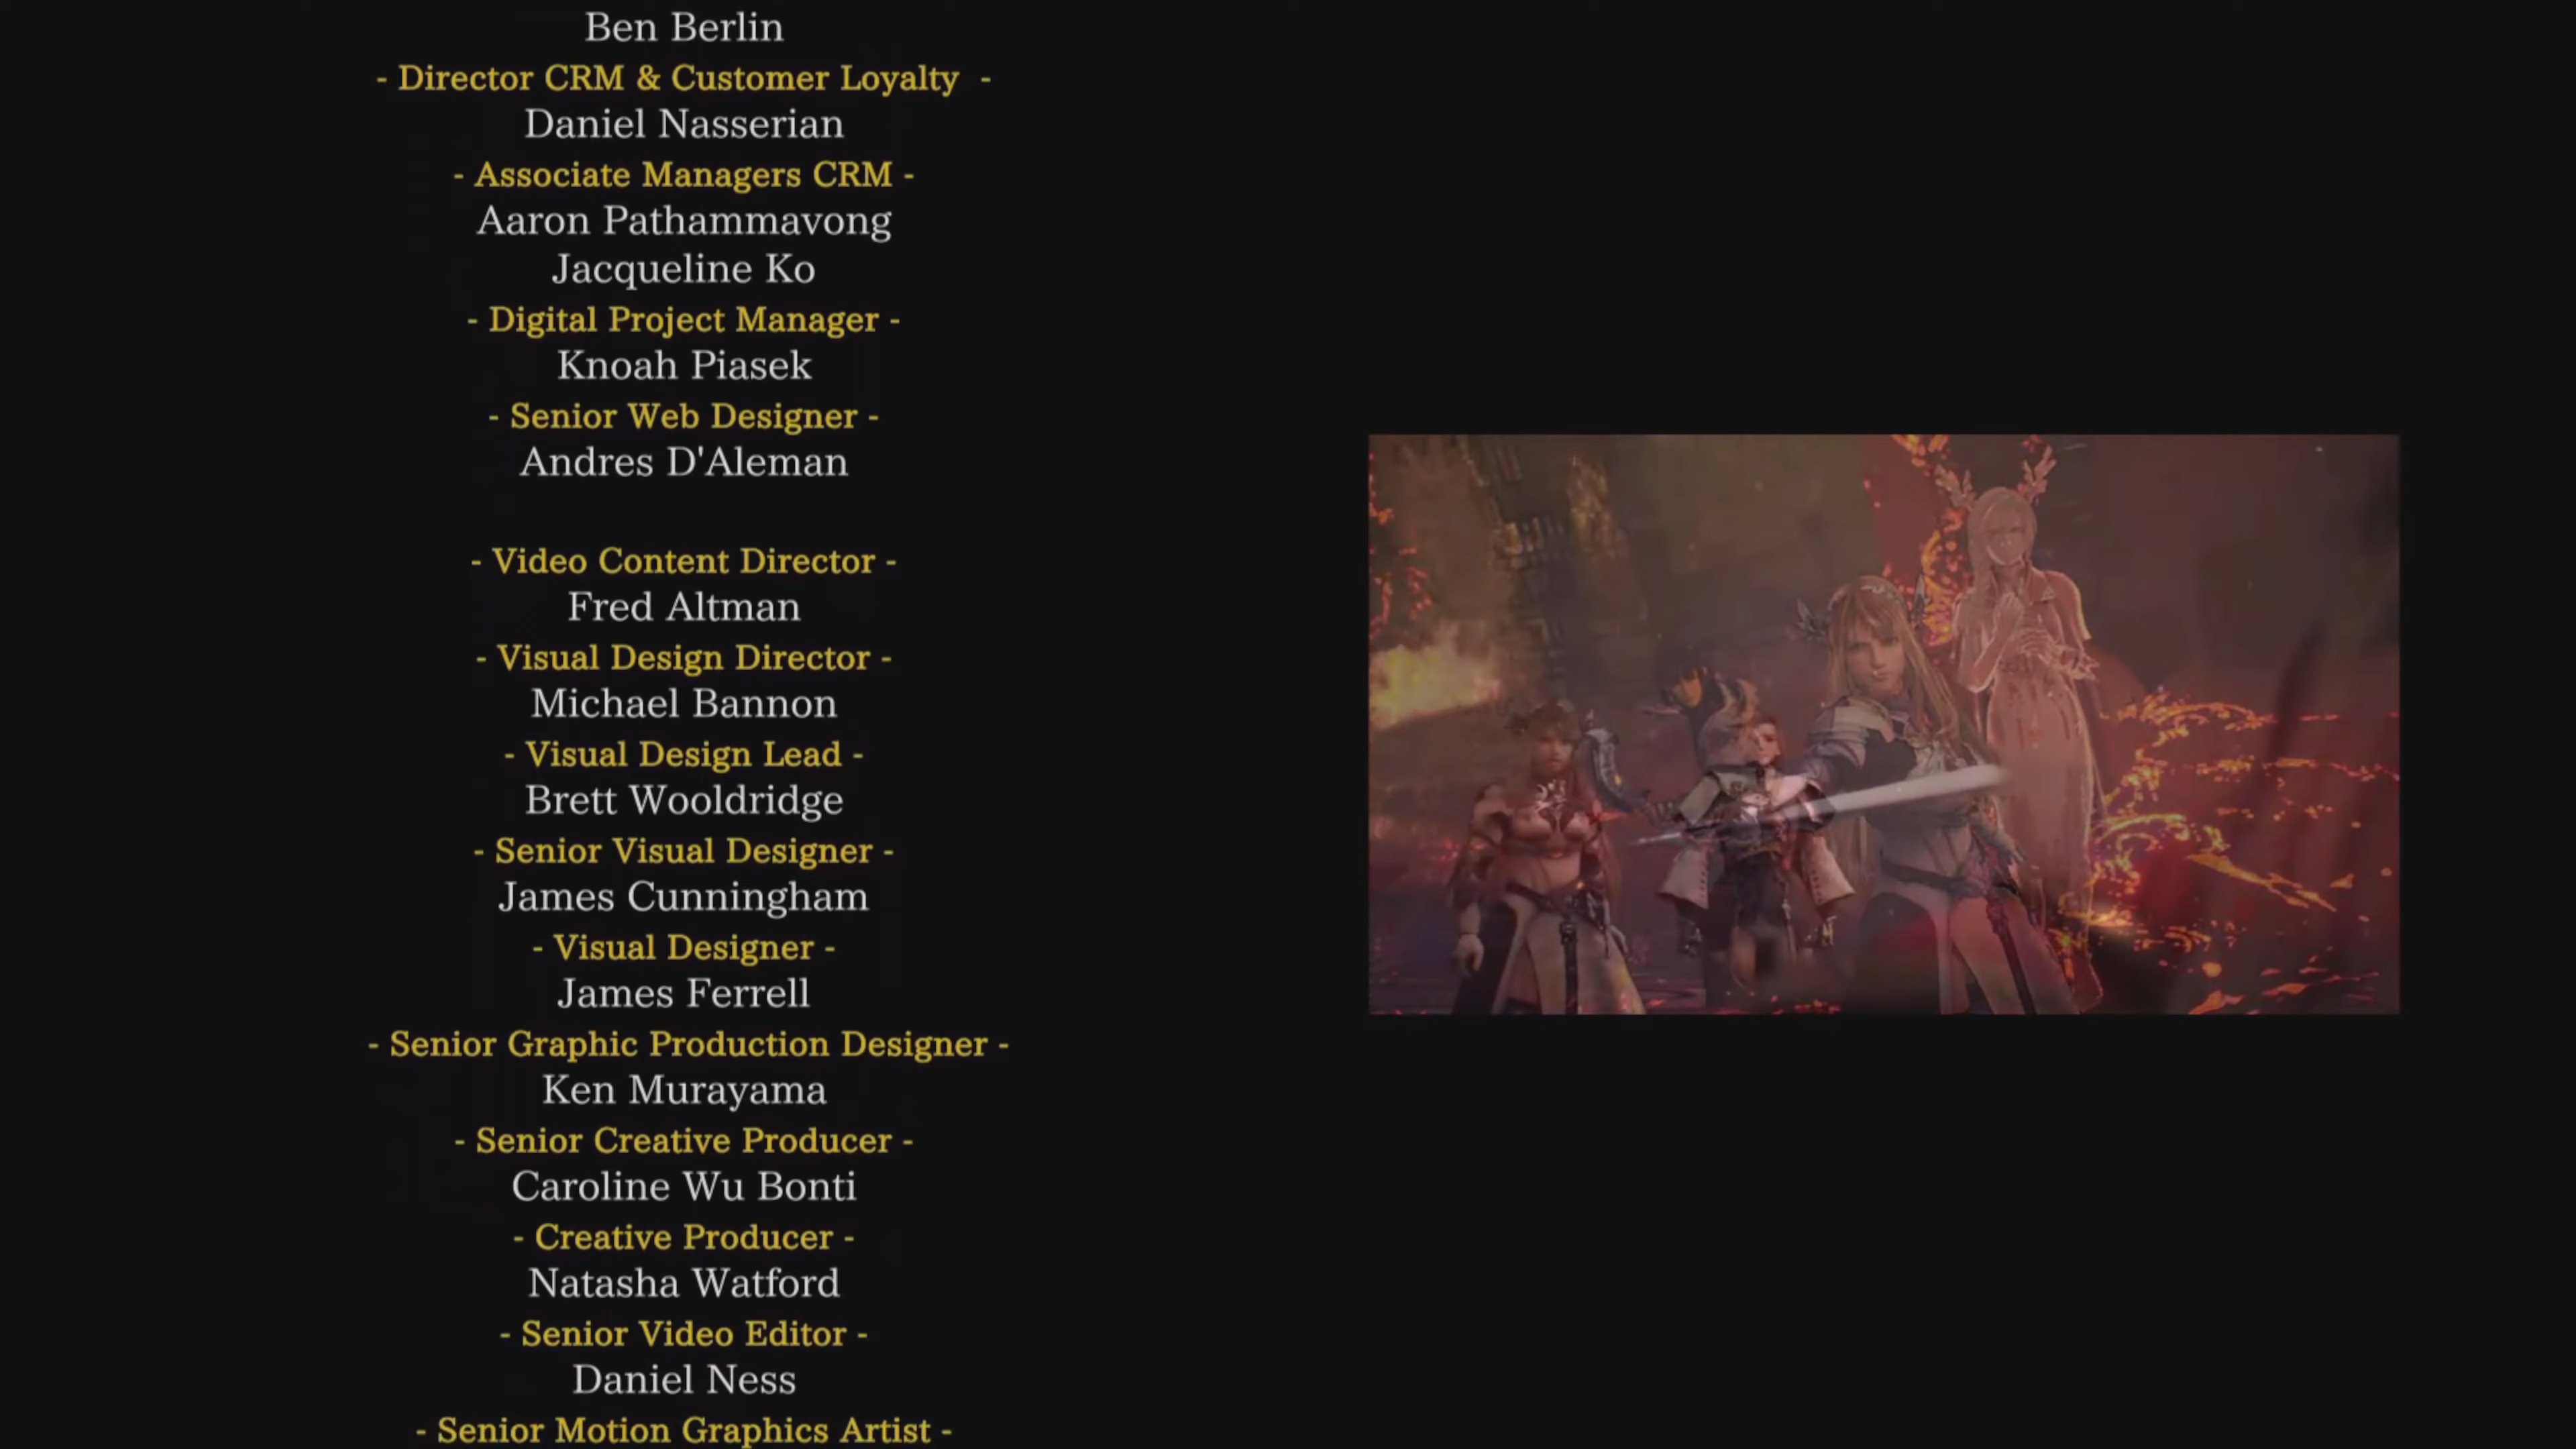 Ben Berlin
- Director CRM & Customer Loyalty -
Daniel Nasserian
- Associate Managers CRM -
Aaron Pathammavong
Jacqueline Ko
- Digital Project Manager -
Knoah Piasek
- Senior Web Designer -
Andres D'Aleman
- Video Content Director -
Fred Altman
- Visual Design Director -
Michael Bannon
- Visual Design Lead -
Brett Wooldridge
- Senior Visual Designer -
James Cunningham
- Visual Designer -
James Ferrell
- Senior Graphic Production Designer -
Ken Murayama
- Senior Creative Producer -
Caroline Wu Bonti
- Creative Producer -
Natasha Watford
- Senior Video Editor -
Daniel Ness
- Senior Motion Graphics Artist -